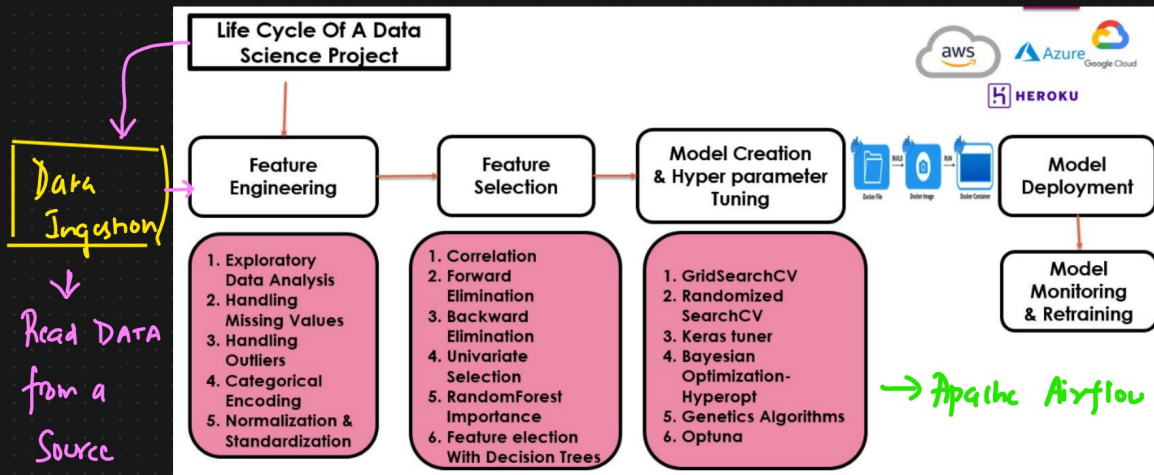 Life Cycle Of A Data
Science Project
aws
Azure
Google Cloud
HEROKU
Data
Ingestion
Read DATA
from a
Source
Feature
Engineering
Feature
Selection
Model Creation
& Hyper parameter
Tuning
BUILD
RUN
Docker File
Docker Image
Docker Container
Model
Deployment
Model
Monitoring
& Retraining
1. Exploratory
Data Analysis
2. Handling
Missing Values
3. Handling
Outliers
4. Categorical
Encoding
5. Normalization &
Standardization
1. Correlation
2. Forward
Elimination
3. Backward
Elimination
4. Univariate
Selection
5. RandomForest
Importance
6. Feature election
With Decision Trees
1. GridSearchCV
2. Randomized
SearchCV
3. Keras tuner
4. Bayesian
Optimization-
Hyperopt
5. Genetics Algorithms
6. Optuna
→ Apache Airflow